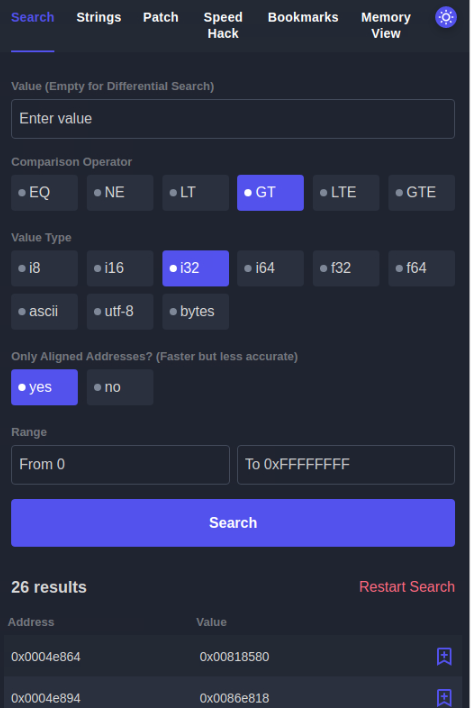 Search Strings Patch Speed Hack Bookmarks Memory View
Value (Empty for Differential Search)
Enter value
Comparison Operator
EQ NE LT GT LTE GTE
Value Type
i8 i16 i32 i64 f32 f64
ascii utf-8 bytes
Only Aligned Addresses? (Faster but less accurate)
yes no
Range
From 0 To 0xFFFFFFFF
Search
26 results Restart Search
Address Value
0x0004e864 0x00818580
0x0004e894 0x0086e818